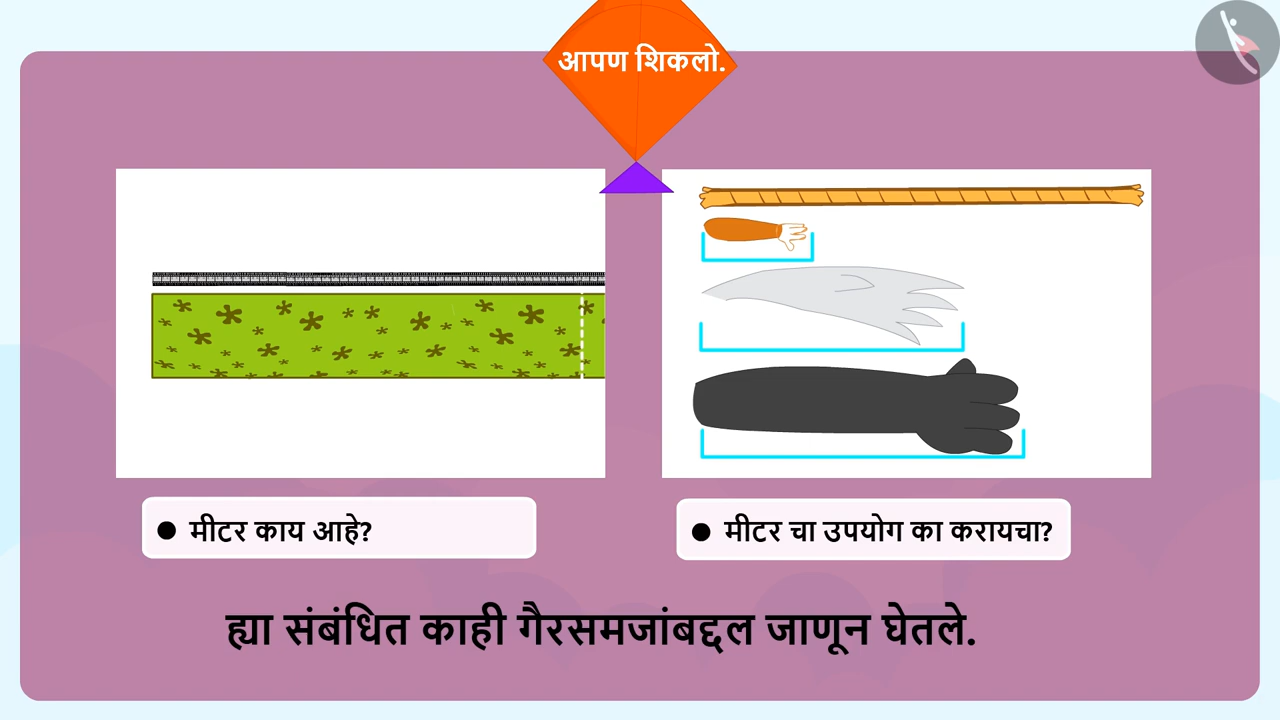 आपण शिकलो.
● मीटर काय आहे?
● मीटर चा उपयोग का करायचा?
ह्या संबंधित काही गैरसमजांबद्दल जाणून घेतले.